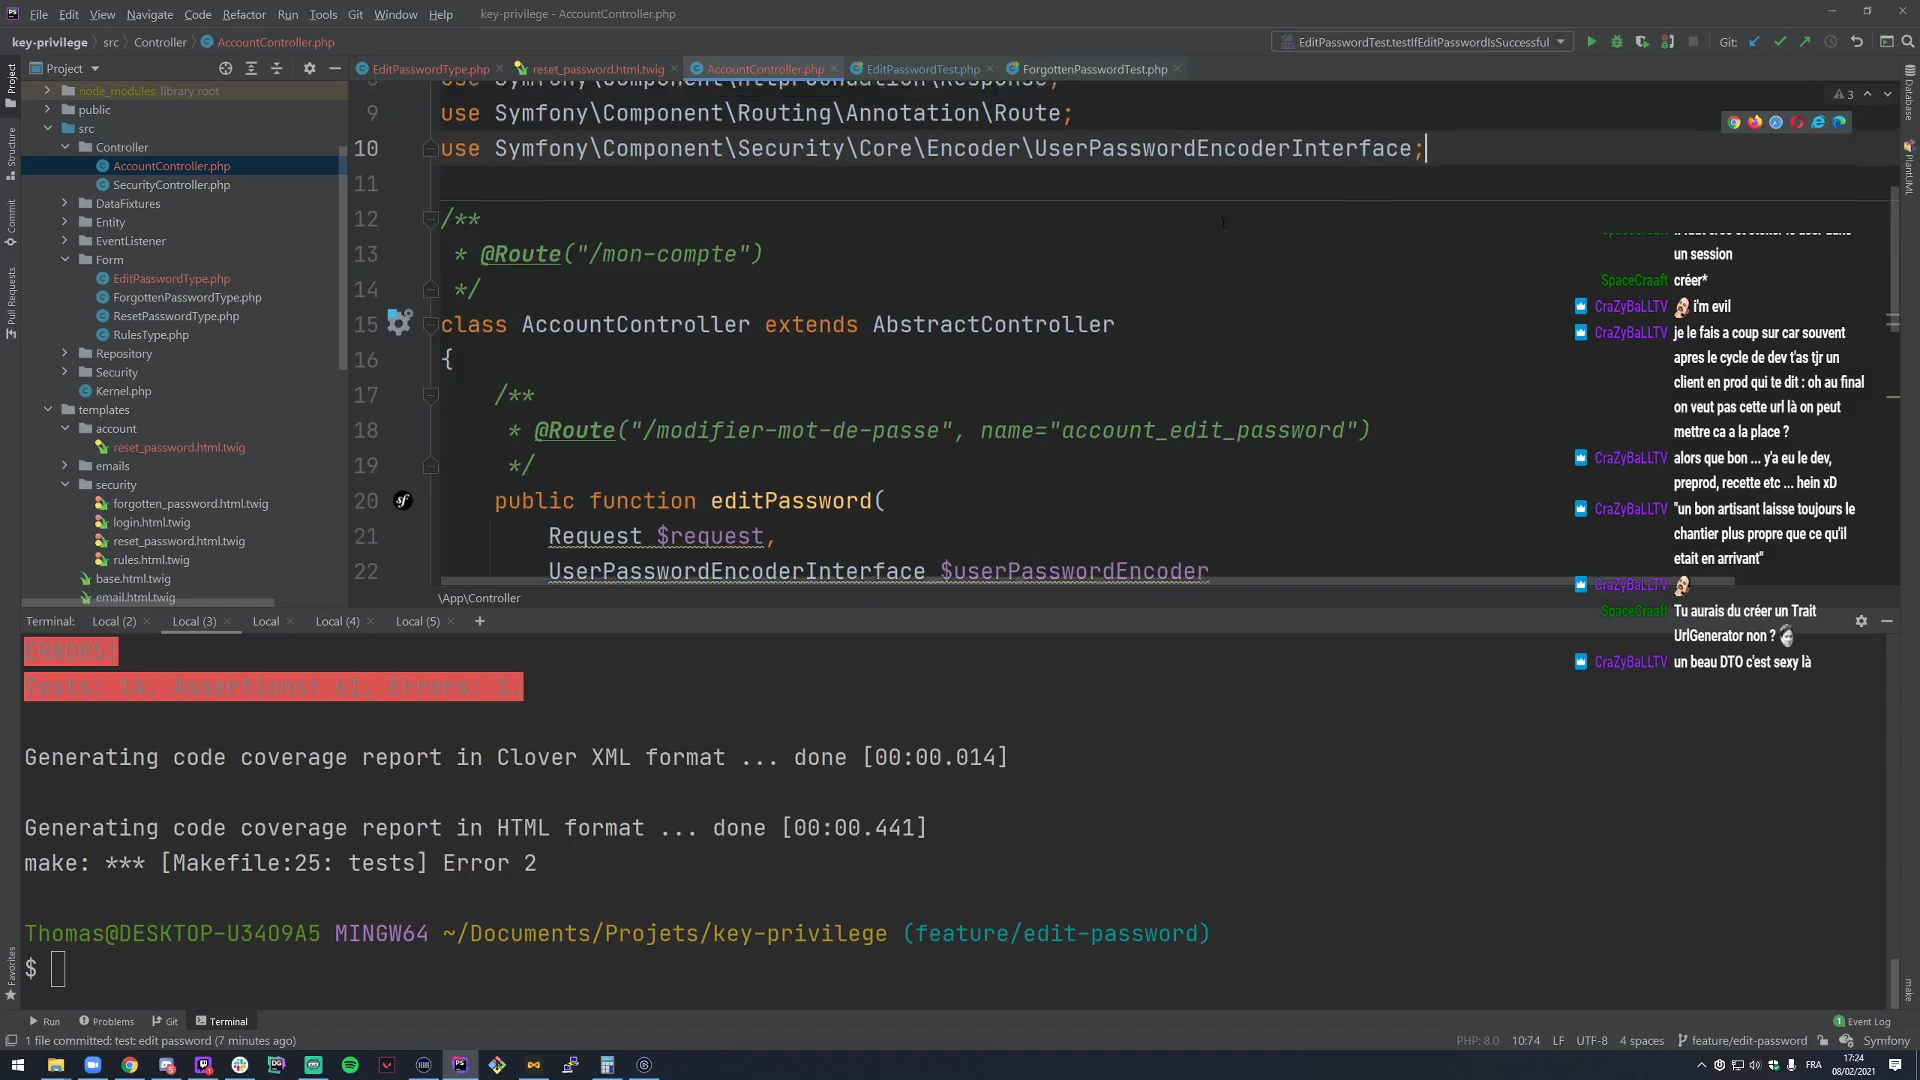 File Edit View Navigate Code Refactor Run Tools Git Window Help key-privilege - AccountController.php
key-privilege src Controller AccountController.php EditPasswordTest.testIfEditPasswordIsSuccessful Git:
Project EditPasswordType.php reset_password.html.twig AccountController.php EditPasswordTest.php ForgottenPasswordTest.php
node_modules library root
public
src
Controller
AccountController.php
SecurityController.php
DataFixtures
Entity
EventListener
Form
EditPasswordType.php
ForgottenPasswordType.php
ResetPasswordType.php
RulesType.php
Repository
Security
Kernel.php
templates
account
reset_password.html.twig
emails
security
forgotten_password.html.twig
login.html.twig
reset_password.html.twig
rules.html.twig
base.html.twig
email.html.twig
Project
Structure
Commit
Pull Requests
Favorites
3
Database
PlantUML
make
9 use Symfony\Component\Routing\Annotation\Route;
10 use Symfony\Component\Security\Core\Encoder\UserPasswordEncoderInterface;
11
12 /**
13 * @Route("/mon-compte")
14 */
15 class AccountController extends AbstractController
16 {
17 /**
18 * @Route("/modifier-mot-de-passe", name="account_edit_password")
19 */
20 public function editPassword(
21 Request $request,
22 UserPasswordEncoderInterface $userPasswordEncoder
\App\Controller
un session
SpaceCraaft créer*
CraZyBaLLTV i'm evil
CraZyBaLLTV je le fais a coup sur car souvent
apres le cycle de dev t'as tjr un
client en prod qui te dit : oh au final
on veut pas cette url là on peut
mettre ca a la place ?
CraZyBaLLTV alors que bon ... y'a eu le dev,
preprod, recette etc ... hein xD
CraZyBaLLTV "un bon artisant laisse toujours le
chantier plus propre que ce qu'il
etait en arrivant"
CraZyBaLLTV
SpaceCraaft Tu aurais du créer un Trait
UrlGenerator non ?
CraZyBaLLTV un beau DTO c'est sexy là
Terminal: Local (2) Local (3) Local Local (4) Local (5)
ERRORS!
Tests: 14, Assertions: 61, Errors: 1.
Generating code coverage report in Clover XML format ... done [00:00.014]
Generating code coverage report in HTML format ... done [00:00.441]
make: *** [Makefile:25: tests] Error 2
Thomas@DESKTOP-U34O9A5 MINGW64 ~/Documents/Projets/key-privilege (feature/edit-password)
$
Run Problems Git Terminal Event Log
1 file committed: test: edit password (7 minutes ago) PHP: 8.0 10:74 LF UTF-8 4 spaces feature/edit-password Symfony
FRA 17:24
08/02/2021